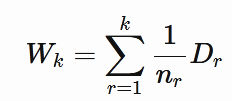 $W_k = \sum_{r=1}^{k} \frac{1}{n_r} D_r$